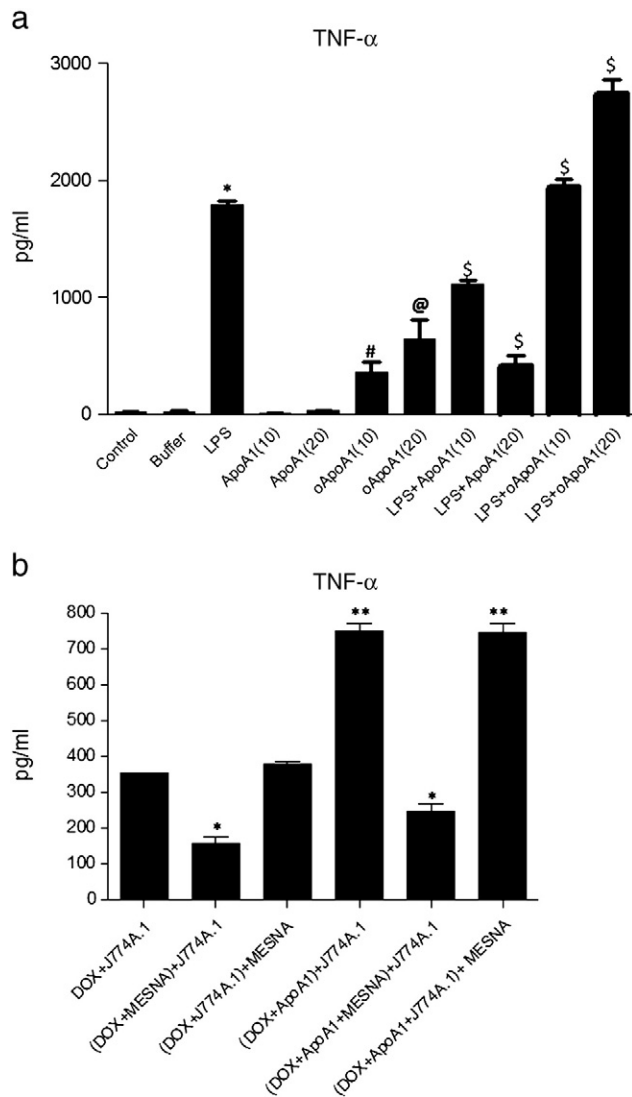 a
TNF-α
3000
2000
1000
0
pg/ml
*
#
@
$
$
$
$
Control
Buffer
LPS
ApoA1(10)
ApoA1(20)
oApoA1(10)
oApoA1(20)
LPS+ApoA1(10)
LPS+ApoA1(20)
LPS+oApoA1(10)
LPS+oApoA1(20)
b
TNF-α
800
700
600
500
400
300
200
100
0
pg/ml
*
**
*
**
DOX+J774A.1
(DOX+MESNA)+J774A.1
(DOX+J774A.1)+MESNA
(DOX+ApoA1)+J774A.1
(DOX+ApoA1+MESNA)+J774A.1
(DOX+ApoA1+J774A.1)+ MESNA